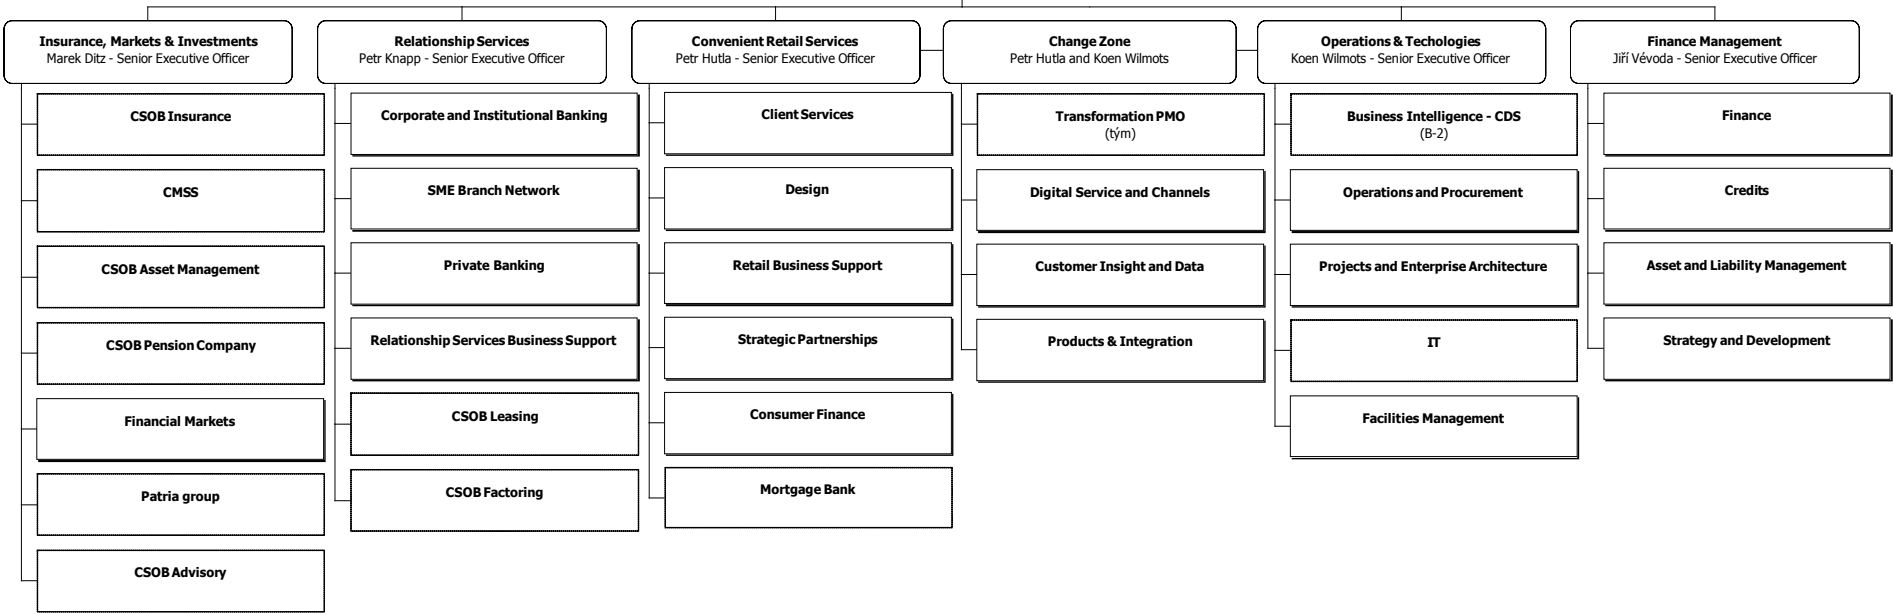 Insurance, Markets & Investments
Marek Ditz - Senior Executive Officer
CSOB Insurance
CMSS
CSOB Asset Management
CSOB Pension Company
Financial Markets
Patria group
CSOB Advisory
Relationship Services
Petr Knapp - Senior Executive Officer
Corporate and Institutional Banking
SME Branch Network
Private Banking
Relationship Services Business Support
CSOB Leasing
CSOB Factoring
Convenient Retail Services
Petr Hutla - Senior Executive Officer
Client Services
Design
Retail Business Support
Strategic Partnerships
Consumer Finance
Mortgage Bank
Change Zone
Petr Hutla and Koen Wilmots
Transformation PMO
(tým)
Digital Service and Channels
Customer Insight and Data
Products & Integration
Operations & Techologies
Koen Wilmots - Senior Executive Officer
Business Intelligence - CDS
(B-2)
Operations and Procurement
Projects and Enterprise Architecture
IT
Facilities Management
Finance Management
Jiří Vévoda - Senior Executive Officer
Finance
Credits
Asset and Liability Management
Strategy and Development